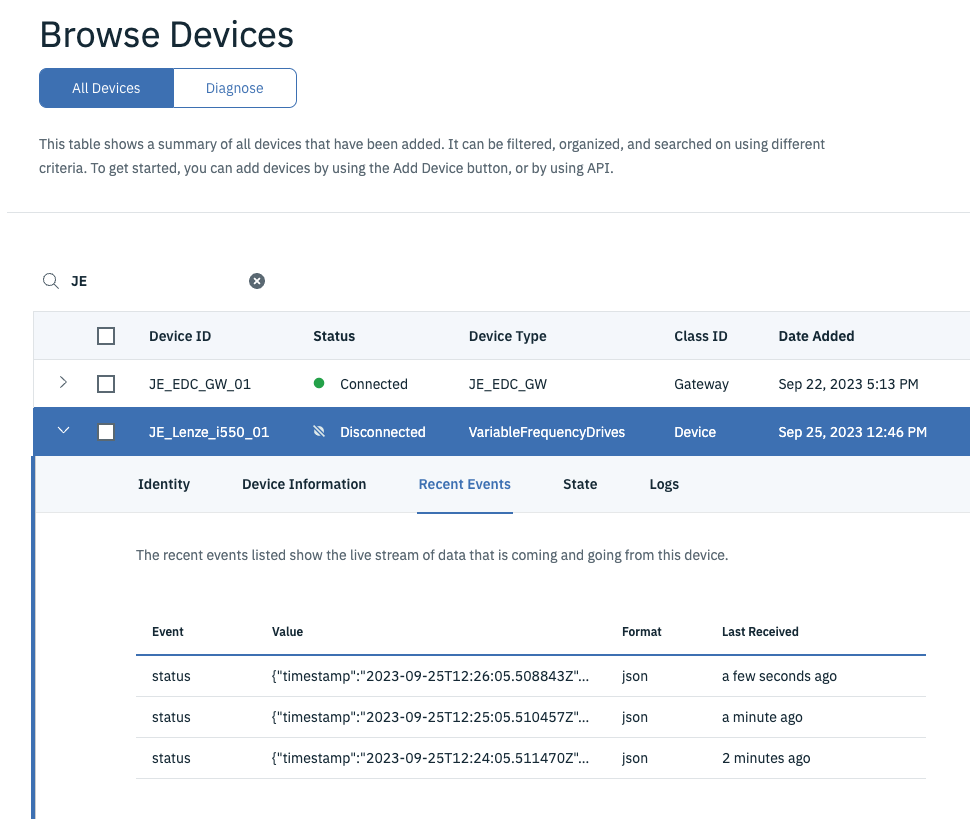 Browse Devices
All Devices Diagnose
This table shows a summary of all devices that have been added. It can be filtered, organized, and searched on using different
criteria. To get started, you can add devices by using the Add Device button, or by using API.
JE
Device ID Status Device Type Class ID Date Added
JE_EDC_GW_01 Connected JE_EDC_GW Gateway Sep 22, 2023 5:13 PM
JE_Lenze_i550_01 Disconnected VariableFrequencyDrives Device Sep 25, 2023 12:46 PM
Identity Device Information Recent Events State Logs
The recent events listed show the live stream of data that is coming and going from this device.
Event Value Format Last Received
status {"timestamp":"2023-09-25T12:26:05.508843Z"... json a few seconds ago
status {"timestamp":"2023-09-25T12:25:05.510457Z"... json a minute ago
status {"timestamp":"2023-09-25T12:24:05.511470Z"... json 2 minutes ago